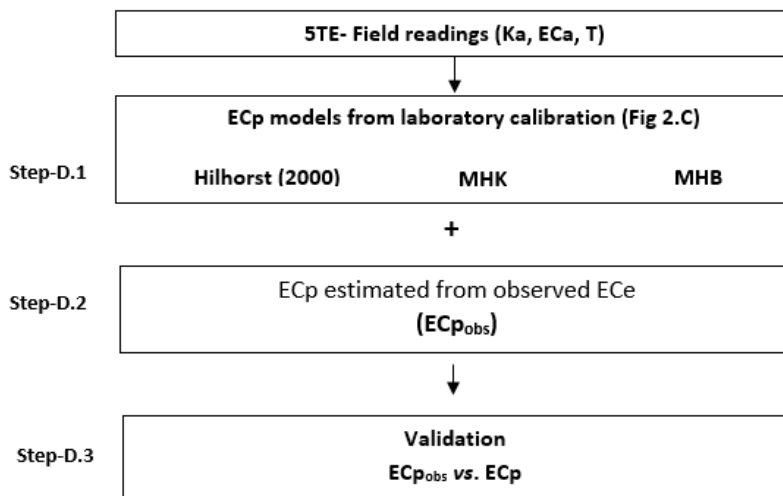 5TE- Field readings (Ka, ECa, T)
ECp models from laboratory calibration (Fig 2.C)
Step-D.1
Hilhorst (2000) MHK MHB
+
Step-D.2
ECp estimated from observed ECe
(ECpobs)
Step-D.3
Validation
ECpobs vs. ECp